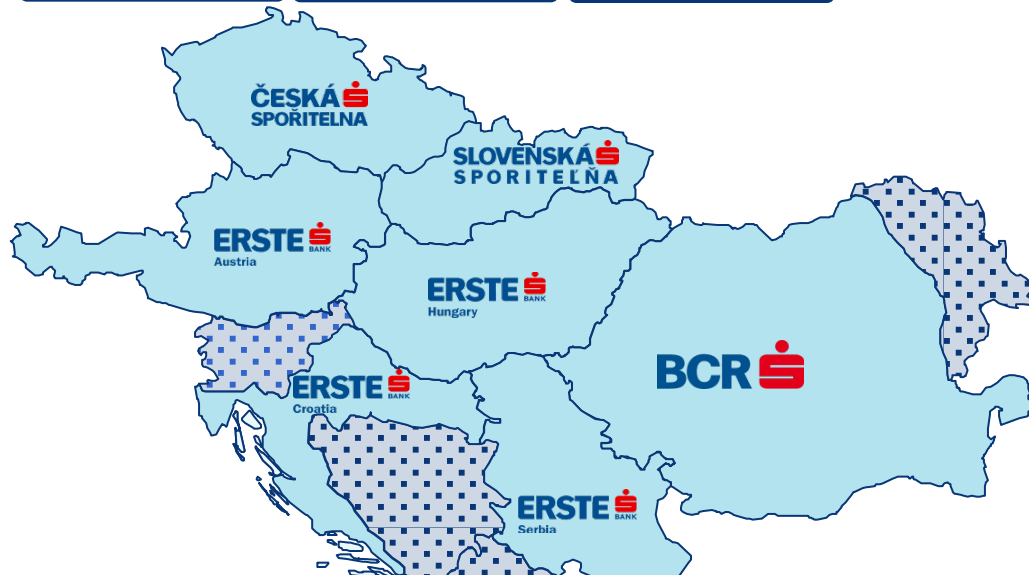 ČESKÁ
SPOŘITELNA
SLOVENSKÁ
SPORITEĽŇA
ERSTE
BANK
Austria
ERSTE
BANK
Hungary
BCR
ERSTE
BANK
Croatia
ERSTE
BANK
Serbia